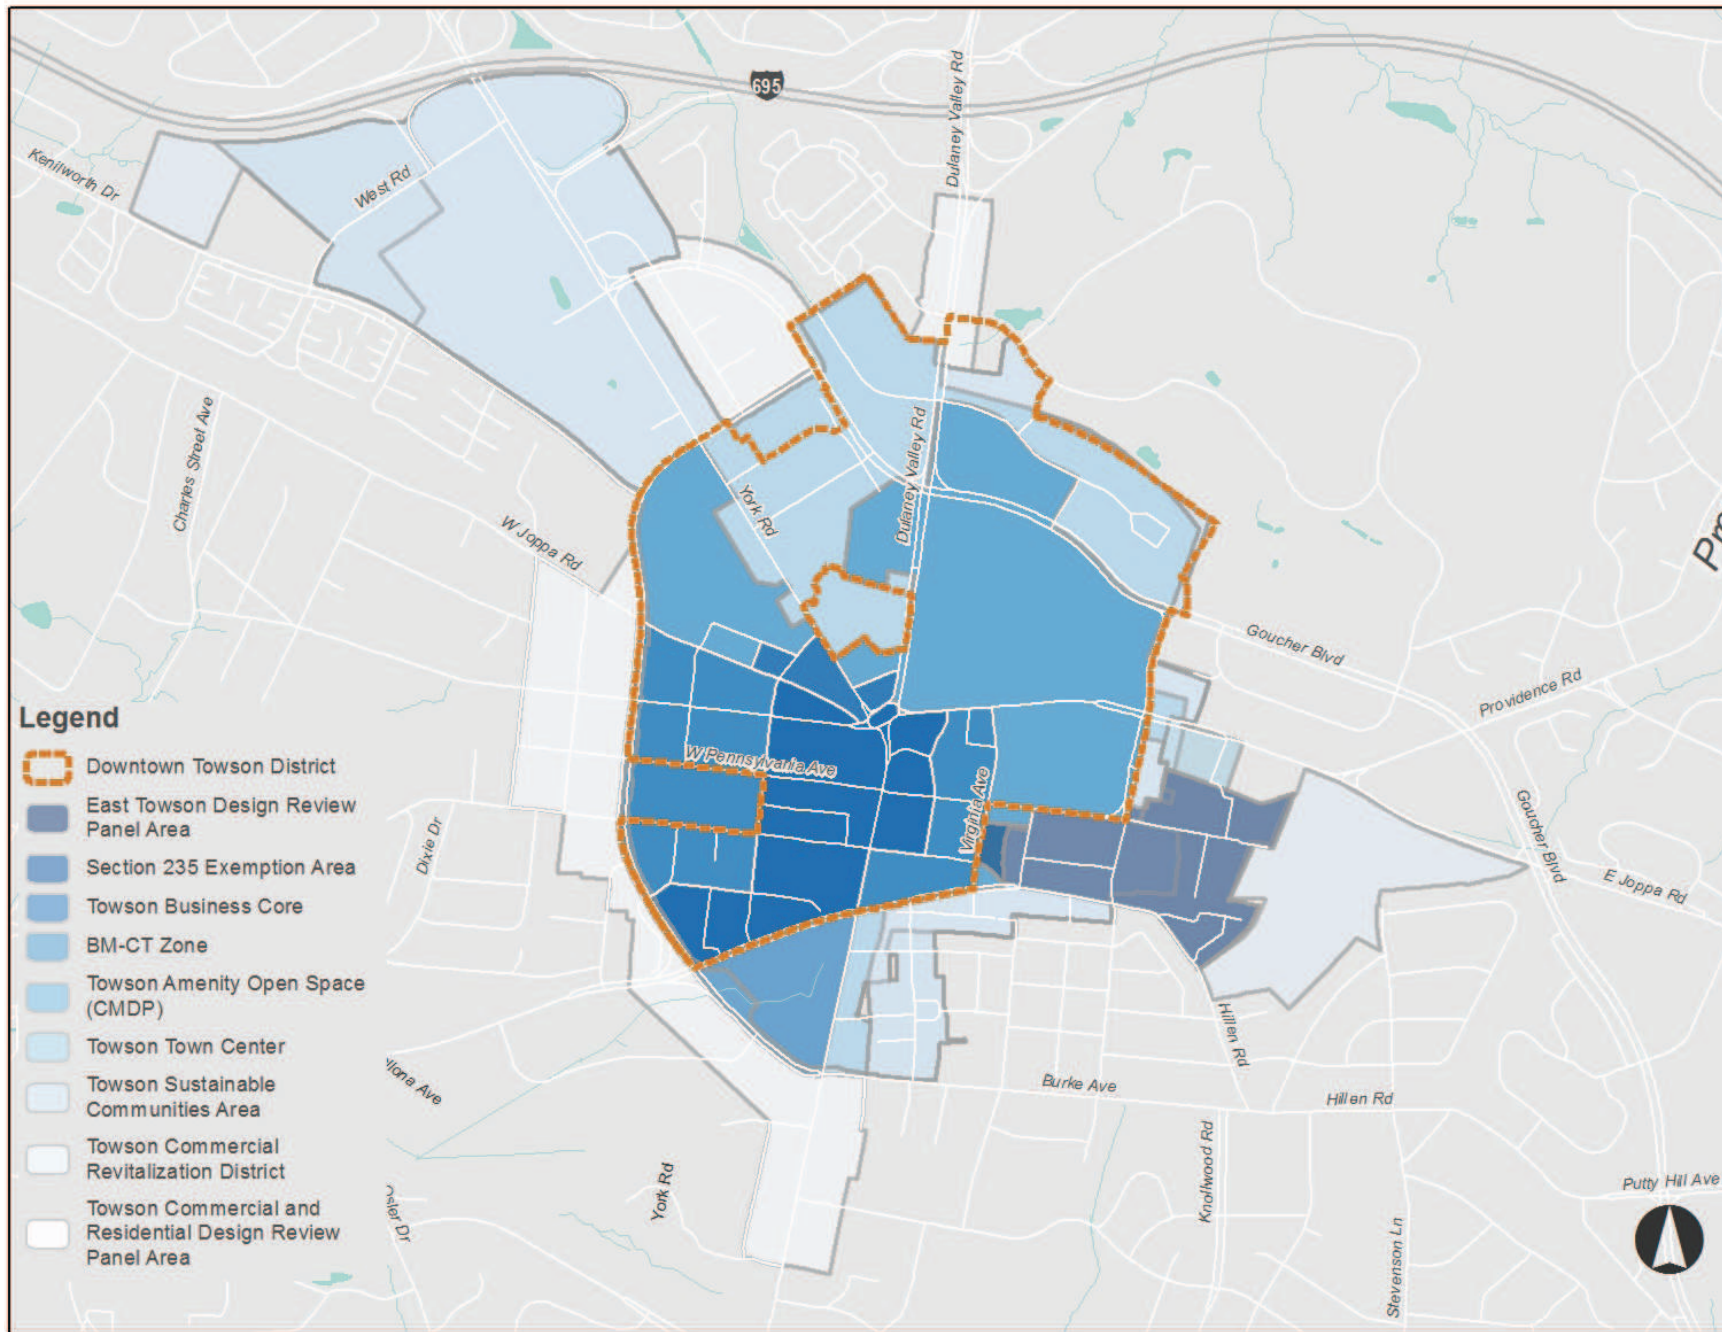 695
Dulaney Valley Rd
Kenilworth Dr
West Rd
Charles Street Ave
Dulaney Valley Rd
York Rd
W Joppa Rd
Goucher Blvd
Providence Rd
W Pennsylvania Ave
Virginia Ave
Goucher Blvd
E Joppa Rd
Dixie Dr
Hillen Rd
Burke Ave
Hillen Rd
Knollwood Rd
York Rd
Osler Dr
Putty Hill Ave
Stevenson Ln
Legend
Downtown Towson District
East Towson Design Review
Panel Area
Section 235 Exemption Area
Towson Business Core
BM-CT Zone
Towson Amenity Open Space
(CMDP)
Towson Town Center
Towson Sustainable
Communities Area
Towson Commercial
Revitalization District
Towson Commercial and
Residential Design Review
Panel Area